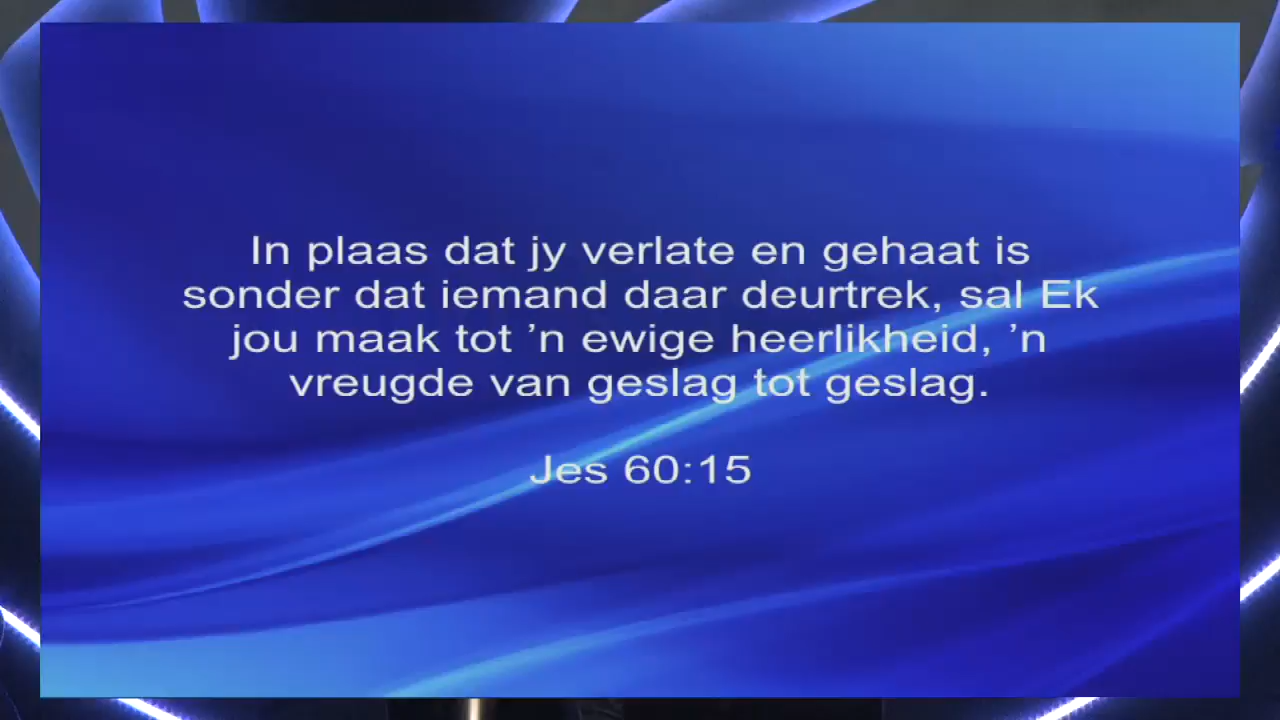 In plaas dat jy verlate en gehaat is
sonder dat iemand daar deurtrek, sal Ek
jou maak tot ’n ewige heerlikheid, ’n
vreugde van geslag tot geslag.
Jes 60:15